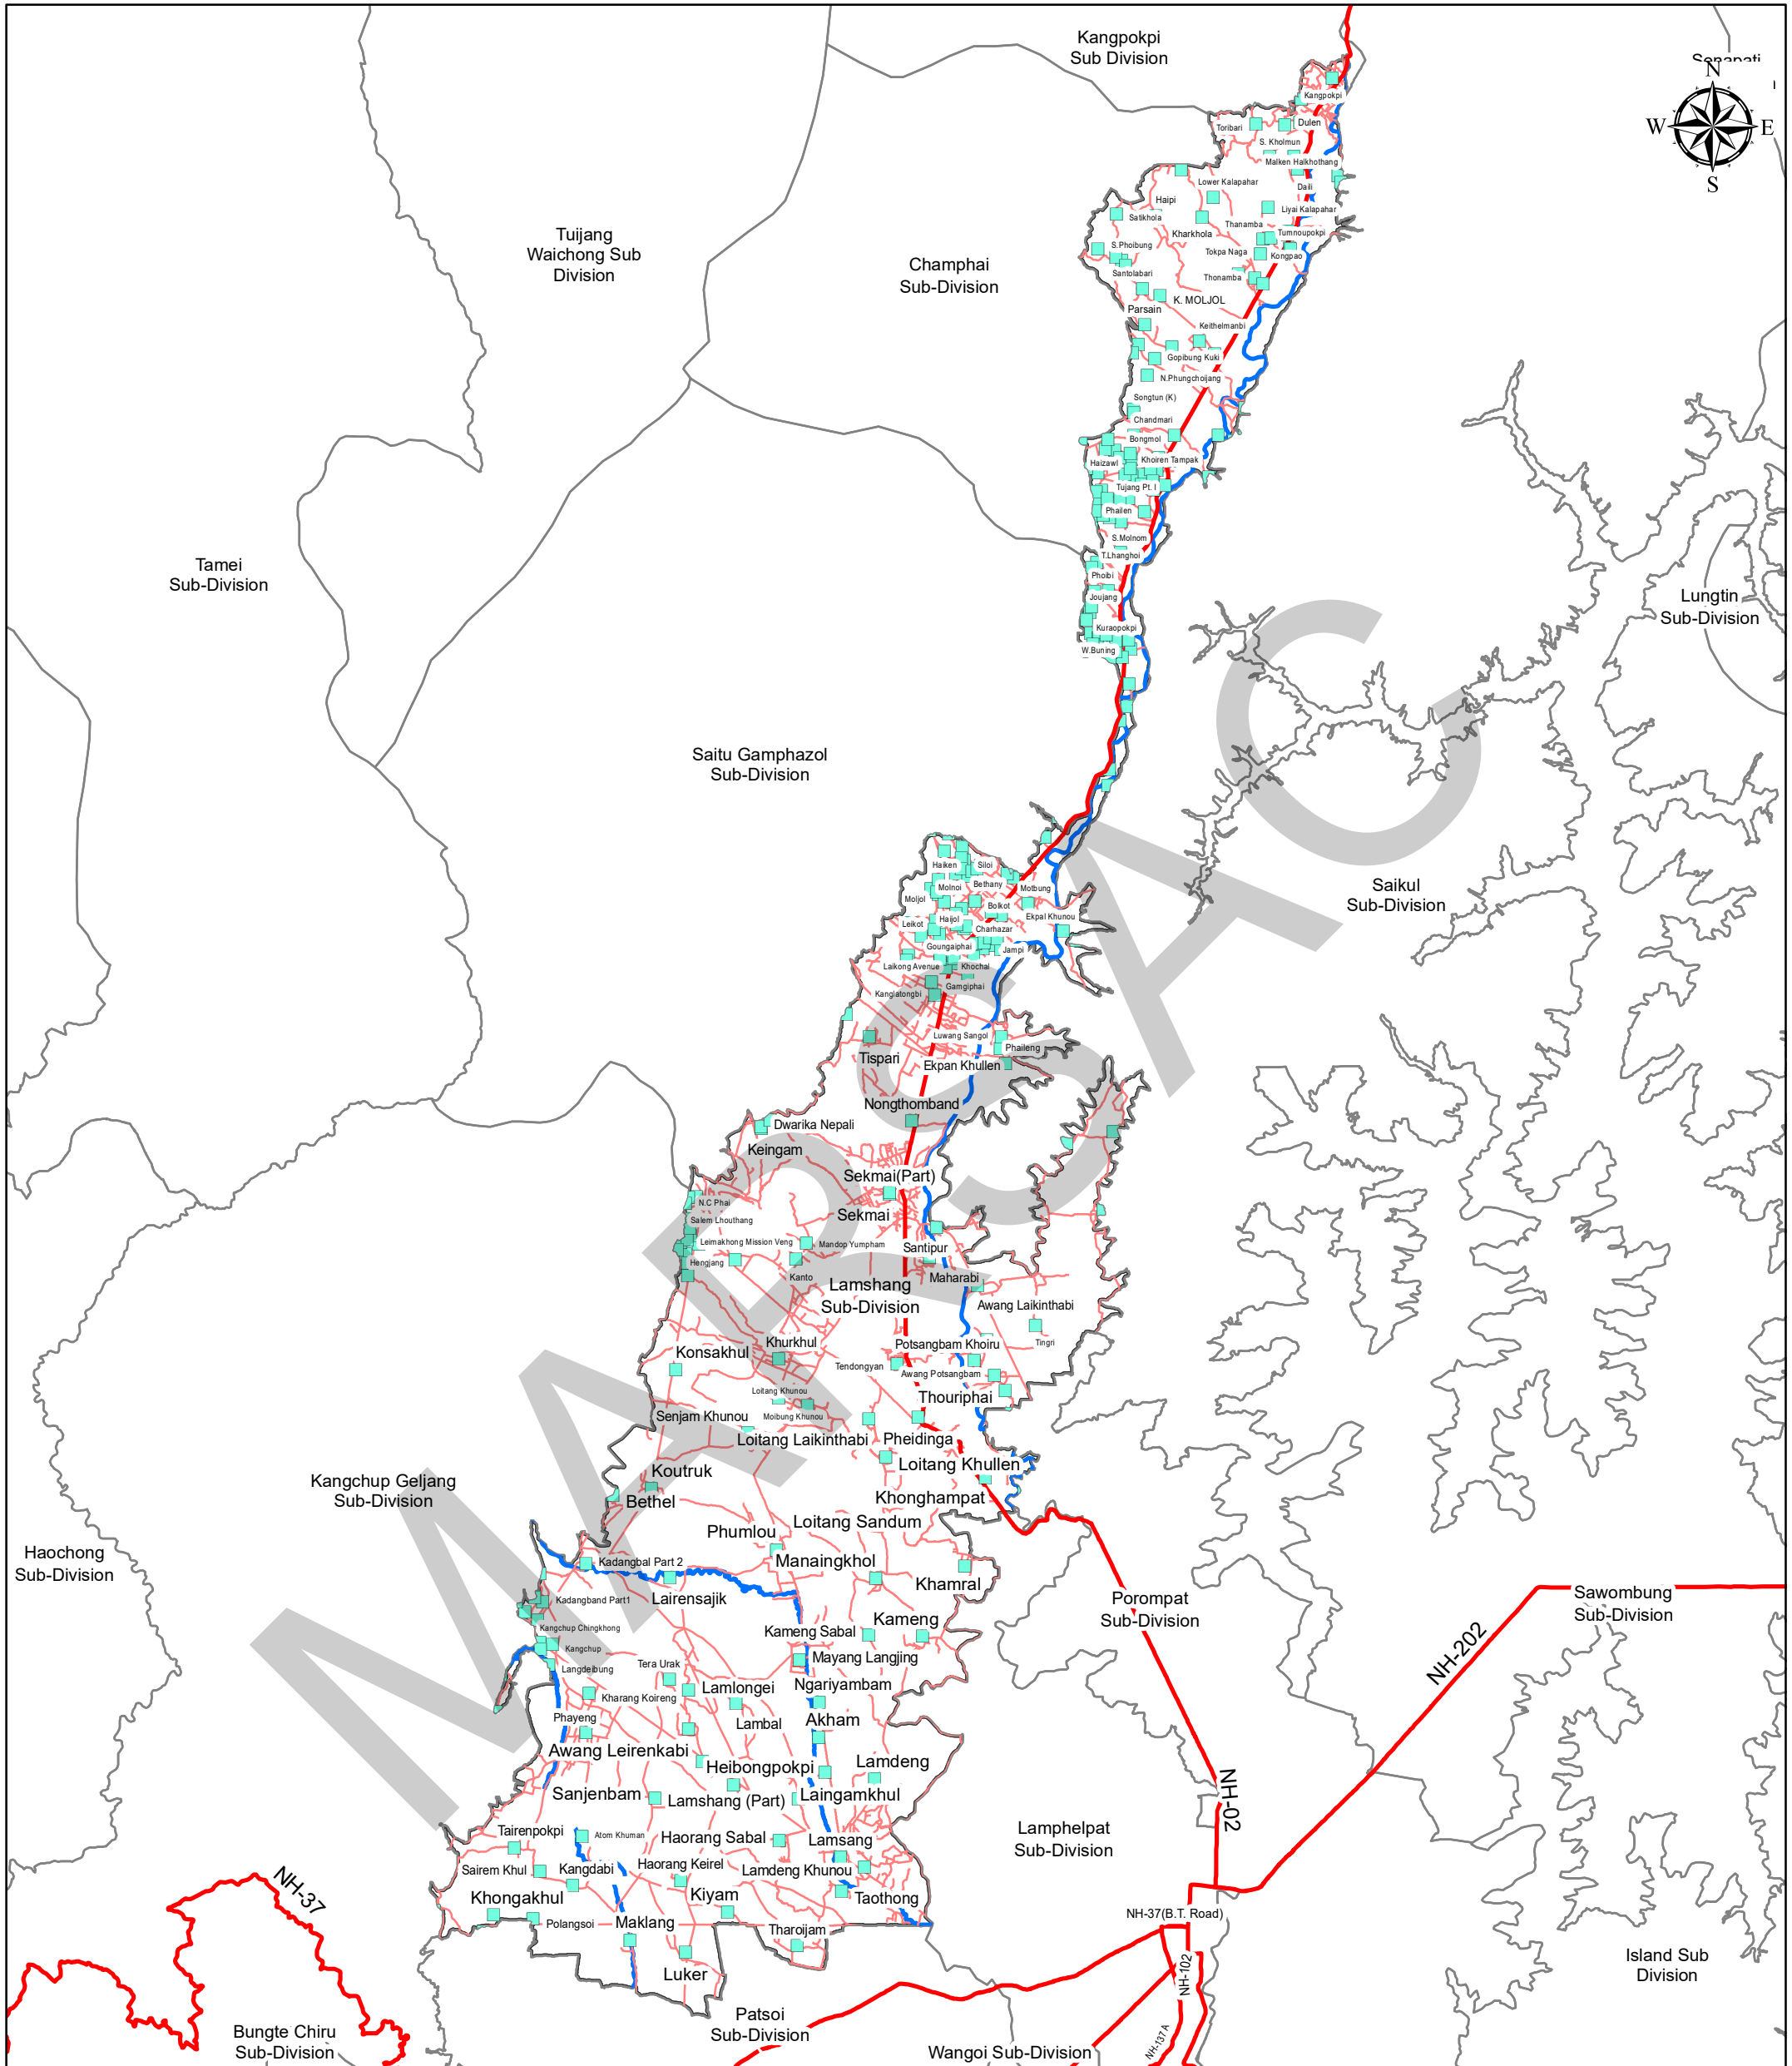 Kangpokpi
Sub Division
Senapati
N
W
E
S
Kangpokpi
Toribari
Dulen
S. Kholmun
Malken Halkhothang
Lower Kalapahar
Daili
Haipi
Liyai Kalapahar
Satikhola
Thanamba
Kharkhola
Tumnoupokpi
Tuijang
Waichong Sub
Division
Champhai
Sub-Division
S.Phoibung
Tokpa Naga
Kongpao
Santolabari
Thonamba
K. MOLJOL
Parsain
Keithelmanbi
Gopibung Kuki
N.Phungchoijang
Songtun (K)
Chandmari
Bongmol
Haizawl
Khoiren Tampak
Tujang Pt. I
Phailen
S.Molnom
T.Lhanghoi
Phoibi
Joujang
Kuraopokpi
W.Buning
Tamei
Sub-Division
Lungtin
Sub-Division
Saitu Gamphazol
Sub-Division
Saikul
Sub-Division
Haiken
Siloi
Molnoi
Bethany
Motbung
Moljol
Bolkot
Haijol
Ekpal Khunou
Leikot
Charhazar
Goungaiphai
Jampi
Laikong Avenue
Khochal
Gamgiphai
Kanglatongbi
Luwang Sangol
Phaileng
Tispari
Ekpan Khullen
Nongthomband
Dwarika Nepali
Keingam
Sekmai(Part)
N.C Phai
Sekmai
Salem Lhouthang
Leimakhong Mission Veng
Mandop Yumpham
Santipur
Hengjang
Kanto
Maharabi
Lamshang
Sub-Division
Awang Laikinthabi
Khurkhul
Potsangbam Khoiru
Tingri
Konsakhul
Tendongyan
Awang Potsangbam
Loitang Khunou
Thouriphai
Senjam Khunou
Moibung Khunou
Loitang Laikinthabi
Pheidinga
Koutruk
Loitang Khullen
Kangchup Geljang
Sub-Division
Bethel
Khonghampat
Phumlou
Loitang Sandum
Haochong
Sub-Division
Kadangbal Part 2
Manaingkhol
Khamral
Lairensajik
Kadangband Part1
Porompat
Sub-Division
Sawombung
Sub-Division
Kangchup Chingkhong
Kameng Sabal
Kameng
Kangchup
Mayang Langjing
NH-202
Langdeibung
Tera Urak
Lamlongei
Ngariyambam
Kharang Koireng
Phayeng
Lambal
Akham
Awang Leirenkabi
Heibongpokpi
Lamdeng
Sanjenbam
Lamshang (Part)
Laingamkhul
NH-02
Tairenpokpi
Atom Khuman
Haorang Sabal
Lamsang
Lamphelpat
Sub-Division
Sairem Khul
Kangdabi
Haorang Keirel
Lamdeng Khunou
Khongakhul
Kiyam
Taothong
NH-37
Polangsoi
Maklang
Tharoijam
NH-37(B.T. Road)
Luker
NH-102
Island Sub
Division
Patsoi
Sub-Division
Bungte Chiru
Sub-Division
Wangoi Sub-Division
NH-137A
MARSAC